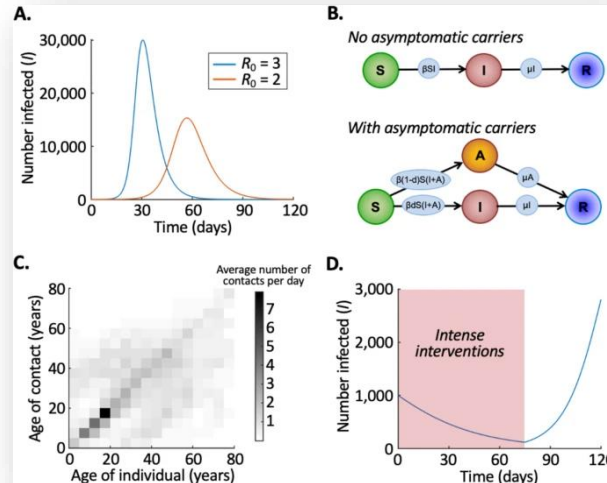 A.
Number infected (I)
30,000
20,000
10,000
0
R0 = 3
R0 = 2
0 30 60 90 120
Time (days)
B.
No asymptomatic carriers
S βSI I μI R
With asymptomatic carriers
A
β(1-d)S(I+A) μA
S βdS(I+A) I μI R
C.
Average number of
contacts per day
Age of contact (years)
80
60
40
20
0
0 20 40 60 80
Age of individual (years)
7
6
5
4
3
2
1
D.
Number infected (I)
3,000
2,000
1,000
0
Intense
interventions
0 30 60 90 120
Time (days)